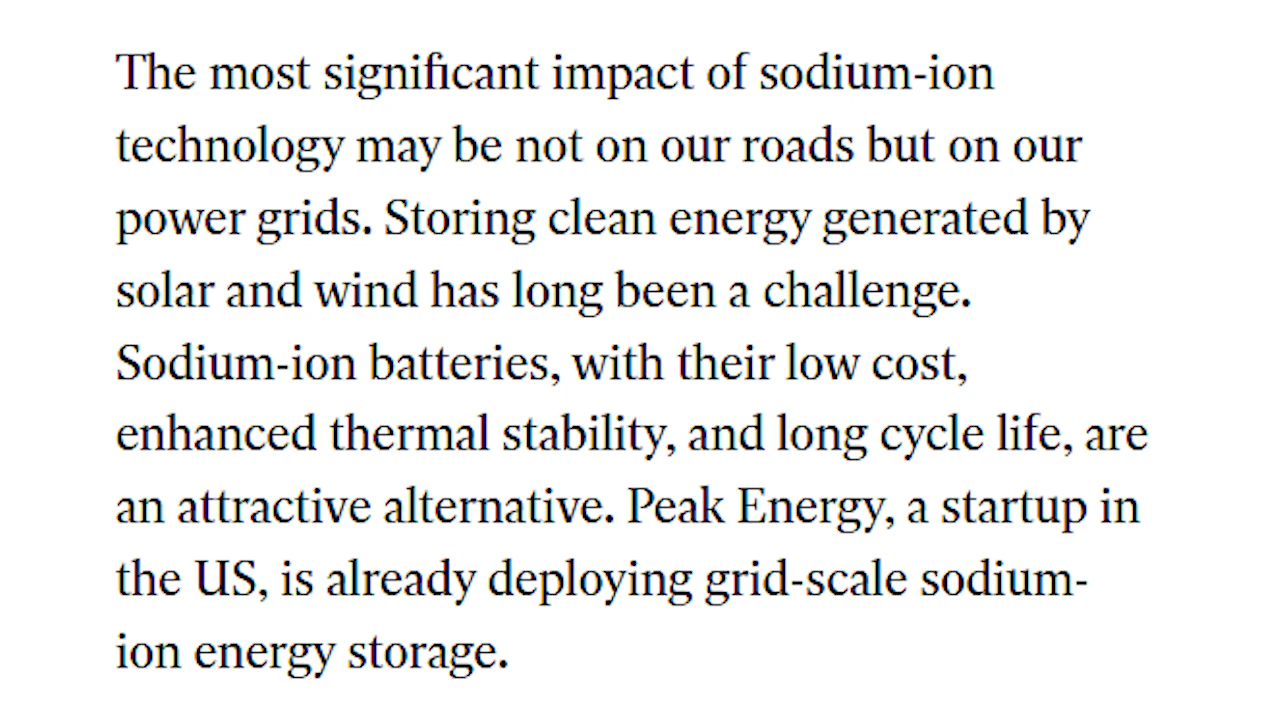 The most significant impact of sodium-ion
technology may be not on our roads but on our
power grids. Storing clean energy generated by
solar and wind has long been a challenge.
Sodium-ion batteries, with their low cost,
enhanced thermal stability, and long cycle life, are
an attractive alternative. Peak Energy, a startup in
the US, is already deploying grid-scale sodium-
ion energy storage.